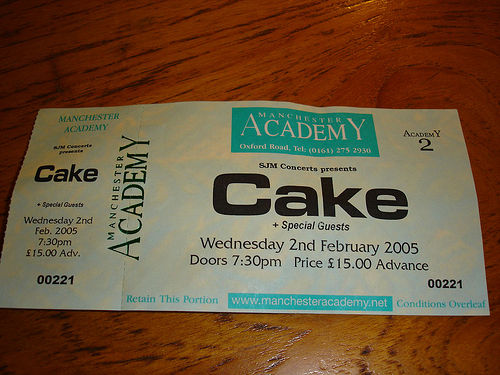 MANCHESTER
ACADEMY
SJM Concerts
presents
Cake
+ Special Guests
Wednesday 2nd
Feb. 2005
7:30pm
£15.00 Adv.
00221
MANCHESTER
ACADEMY
MANCHESTER
ACADEMY
Oxford Road, Tel: (0161) 275 2930
ACADEMY
2
SJM Concerts presents
Cake
+ Special Guests
Wednesday 2nd February 2005
Doors 7:30pm Price £15.00 Advance
00221
Retain This Portion www.manchesteracademy.net Conditions Overleaf